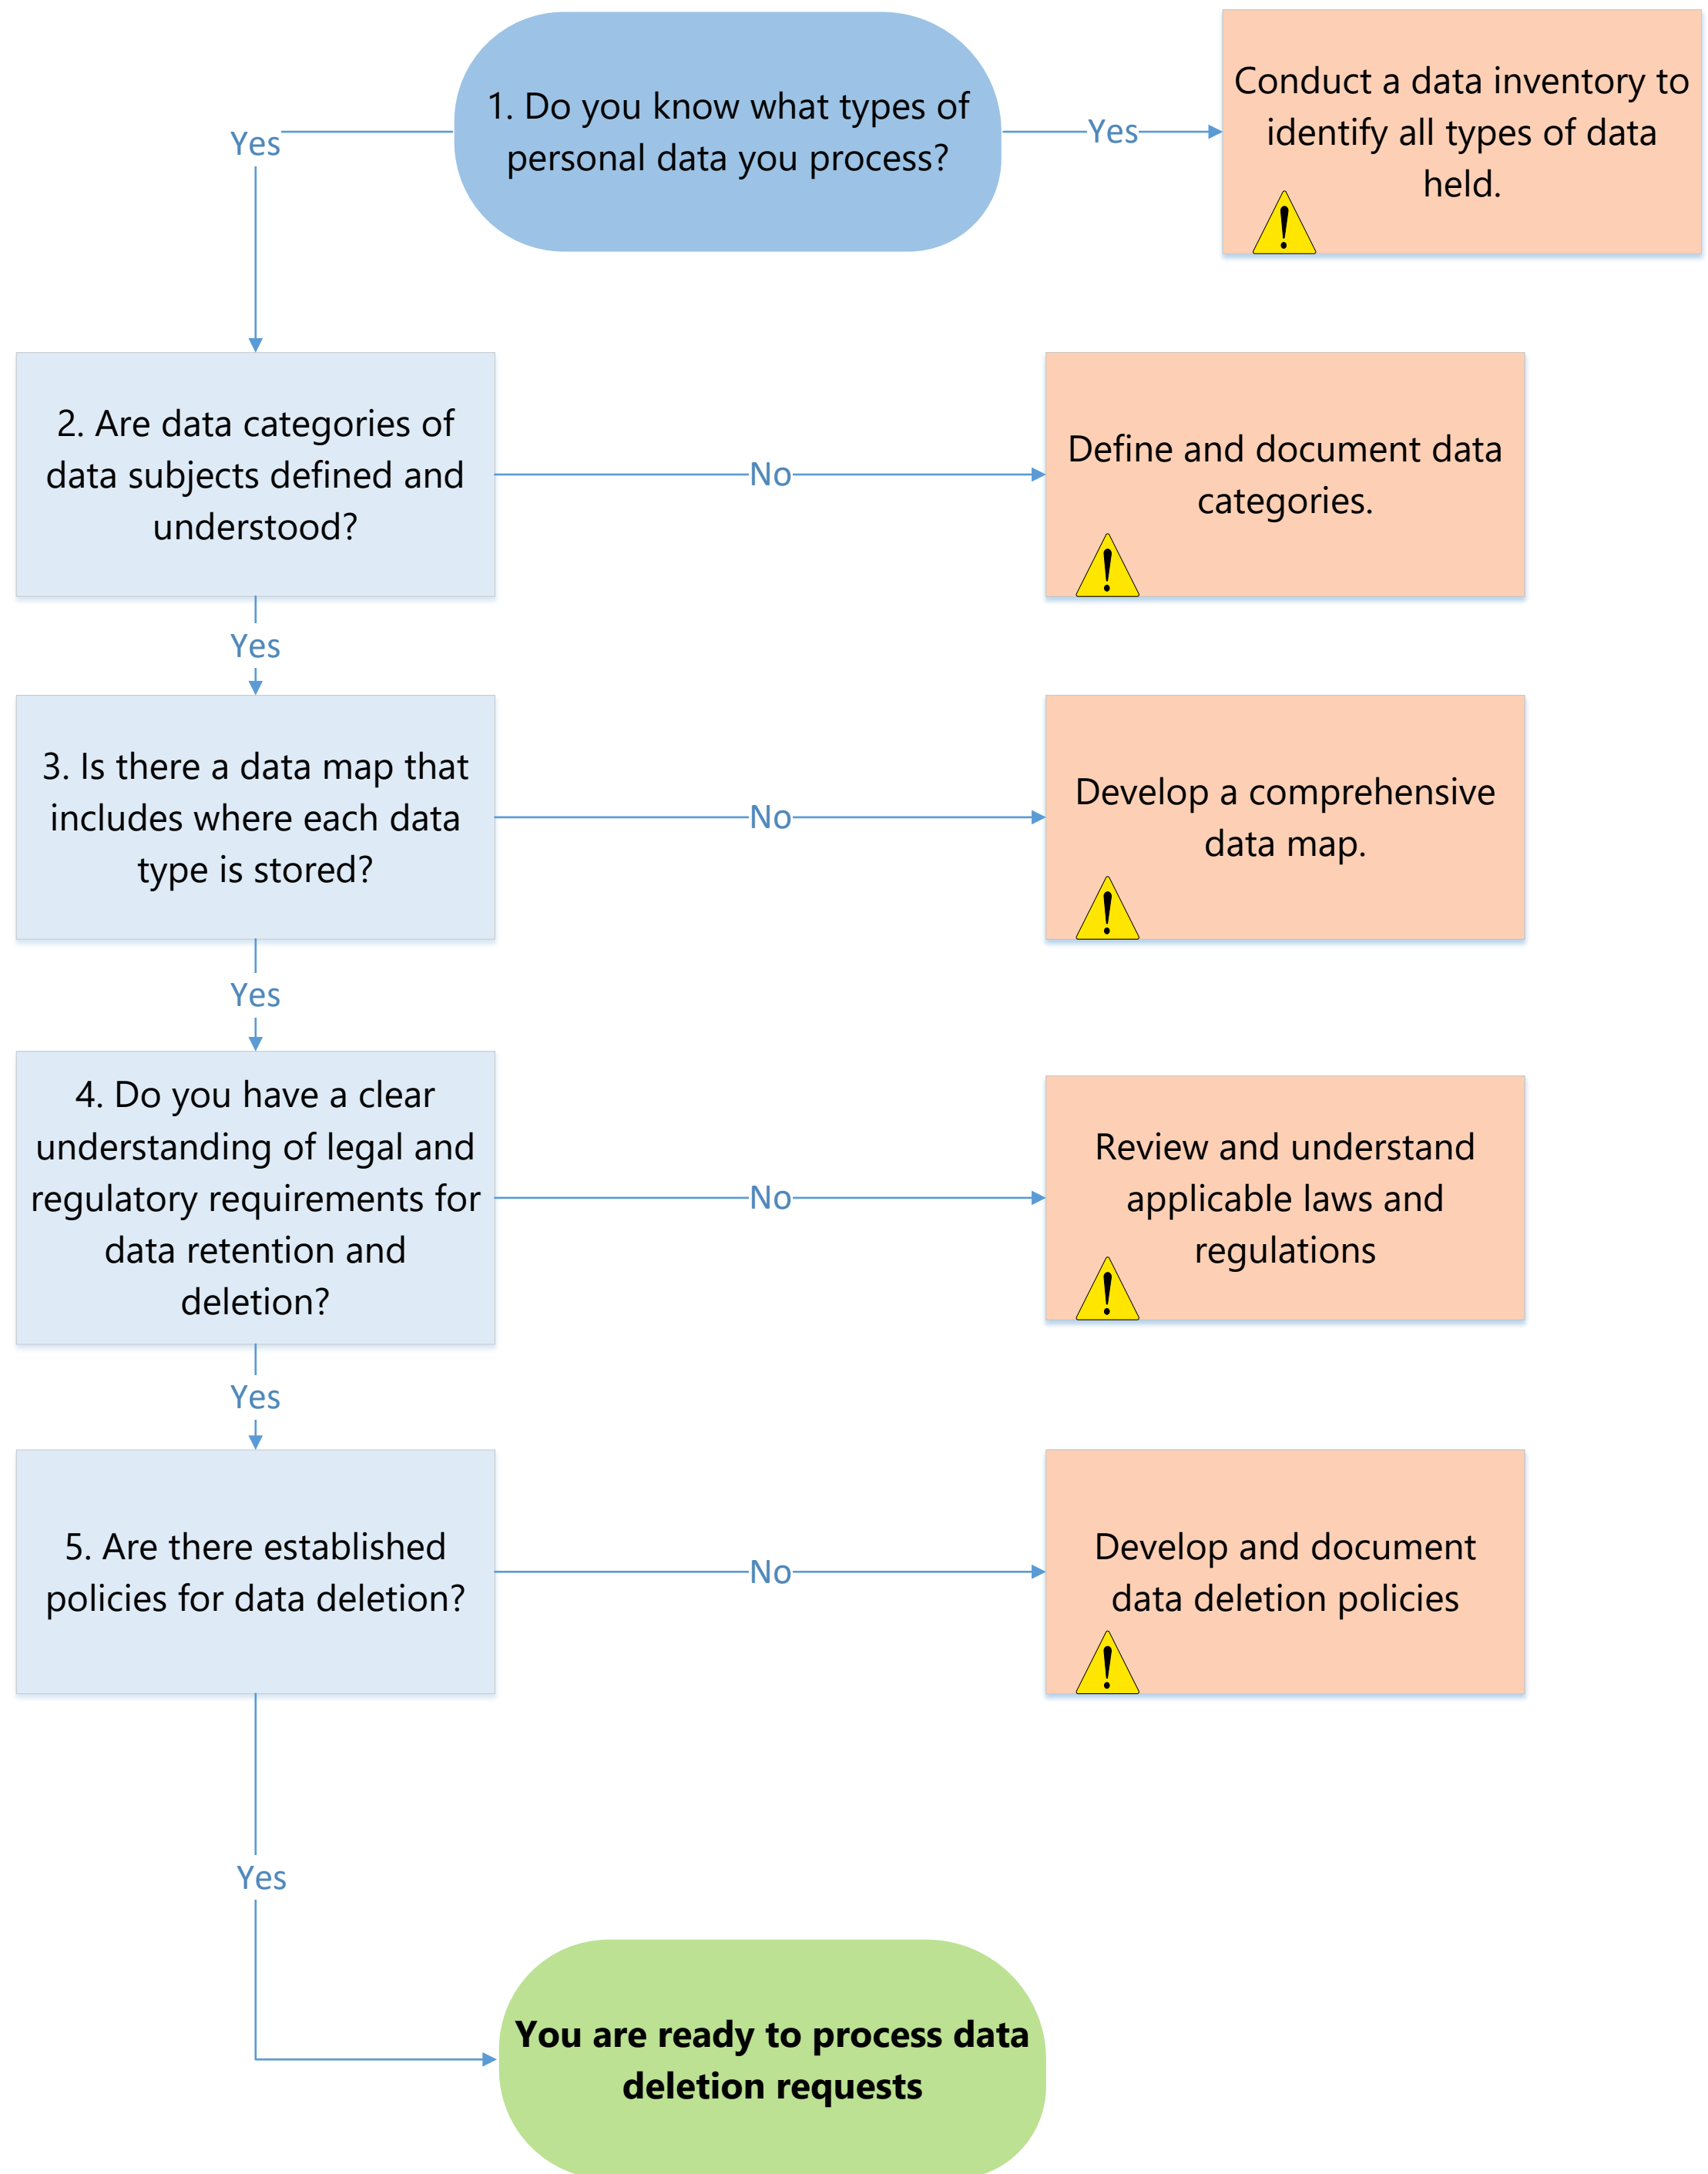 1. Do you know what types of
personal data you process?
Yes
Yes
Conduct a data inventory to
identify all types of data
held.
2. Are data categories of
data subjects defined and
understood?
No
Define and document data
categories.
Yes
3. Is there a data map that
includes where each data
type is stored?
No
Develop a comprehensive
data map.
Yes
4. Do you have a clear
understanding of legal and
regulatory requirements for
data retention and
deletion?
No
Review and understand
applicable laws and
regulations
Yes
5. Are there established
policies for data deletion?
No
Develop and document
data deletion policies
Yes
You are ready to process data
deletion requests